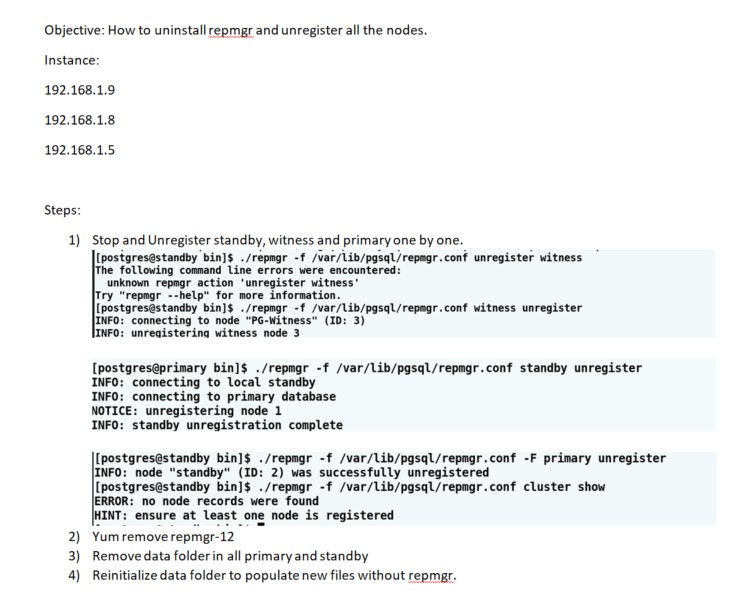 Objective: How to uninstall repmgr and unregister all the nodes.
Instance:
192.168.1.9
192.168.1.8
192.168.1.5
Steps:
1) Stop and Unregister standby, witness and primary one by one.
[postgres@standby bin]$ ./repmgr -f /var/lib/pgsql/repmgr.conf unregister witness
The following command line errors were encountered:
unknown repmgr action 'unregister witness'
Try "repmgr --help" for more information.
[postgres@standby bin]$ ./repmgr -f /var/lib/pgsql/repmgr.conf witness unregister
INFO: connecting to node "PG-Witness" (ID: 3)
INFO: unregistering witness node 3
[postgres@primary bin]$ ./repmgr -f /var/lib/pgsql/repmgr.conf standby unregister
INFO: connecting to local standby
INFO: connecting to primary database
NOTICE: unregistering node 1
INFO: standby unregistration complete
[postgres@standby bin]$ ./repmgr -f /var/lib/pgsql/repmgr.conf -F primary unregister
INFO: node "standby" (ID: 2) was successfully unregistered
[postgres@standby bin]$ ./repmgr -f /var/lib/pgsql/repmgr.conf cluster show
ERROR: no node records were found
HINT: ensure at least one node is registered
2) Yum remove repmgr-12
3) Remove data folder in all primary and standby
4) Reinitialize data folder to populate new files without repmgr.